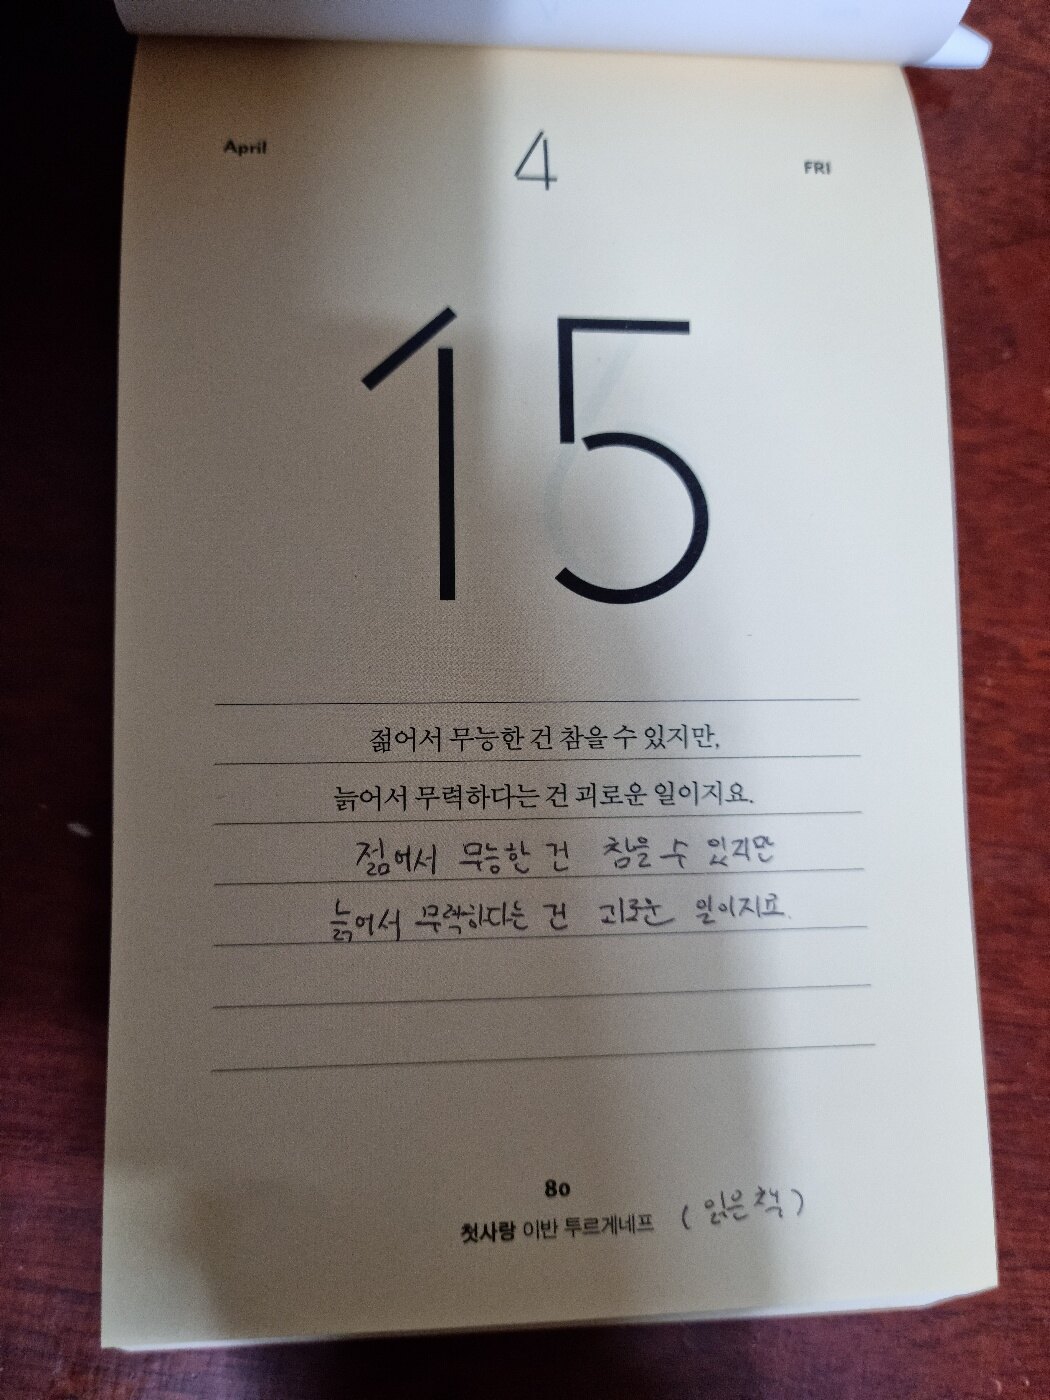 April 4 FRI
15
젊어서 무능한 건 참을 수 있지만,
늙어서 무력하다는 건 괴로운 일이지요.
젊어서 무능한 건 참을 수 있지만
늙어서 무력하다는 건 괴로운 일이지요.
80
첫사랑 이반 투르게네프 (읽은 책)